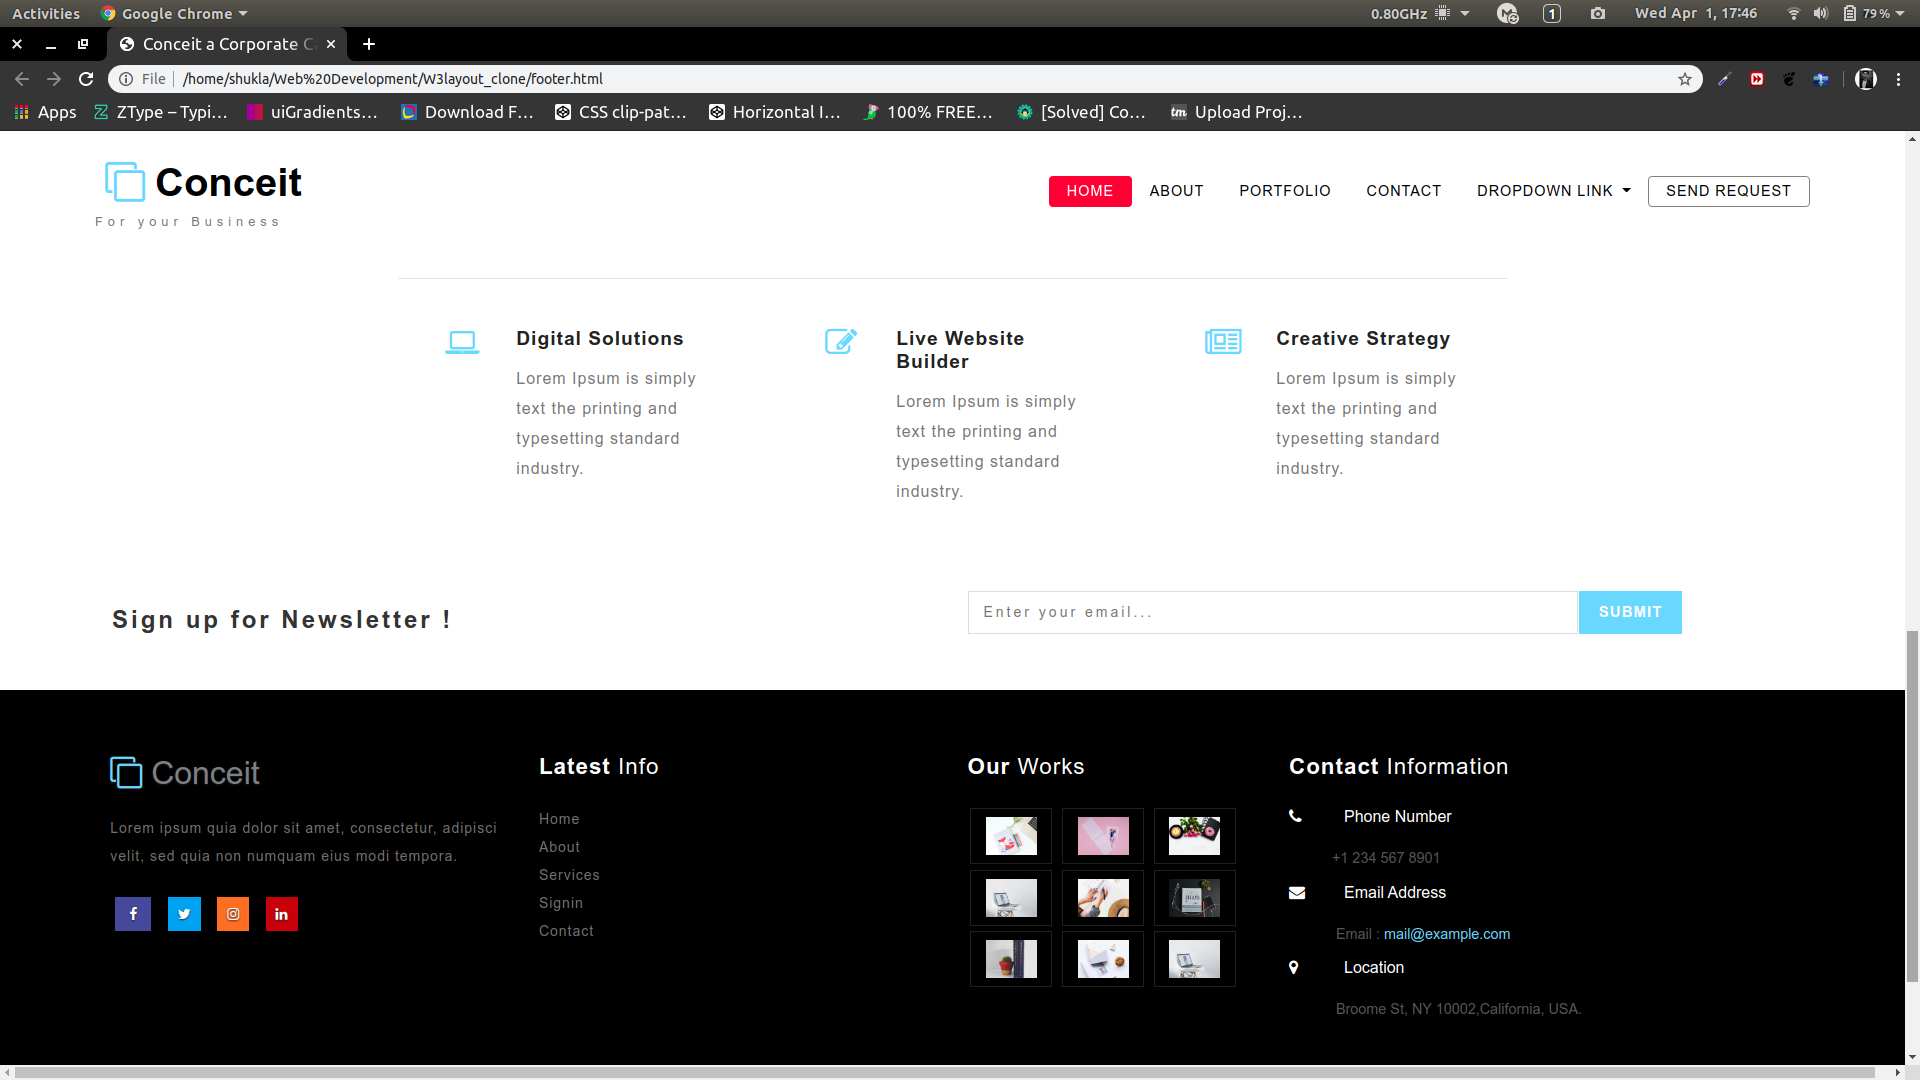 Activities Google Chrome 0.80GHz 1 Wed Apr 1, 17:46 79 %
Conceit a Corporate
File /home/shukla/Web%20Development/W3layout_clone/footer.html
Apps ZType – Typi... uiGradients... Download F... CSS clip-pat... Horizontal I... 100% FREE... [Solved] Co... tm Upload Proj...
Conceit
For your Business
HOME ABOUT PORTFOLIO CONTACT DROPDOWN LINK SEND REQUEST
Digital Solutions
Lorem Ipsum is simply
text the printing and
typesetting standard
industry.
Live Website
Builder
Lorem Ipsum is simply
text the printing and
typesetting standard
industry.
Creative Strategy
Lorem Ipsum is simply
text the printing and
typesetting standard
industry.
Sign up for Newsletter !
Enter your email... SUBMIT
Conceit
Lorem ipsum quia dolor sit amet, consectetur, adipisci
velit, sed quia non numquam eius modi tempora.
Latest Info
Home
About
Services
Signin
Contact
Our Works
Contact Information
Phone Number
+1 234 567 8901
Email Address
Email : mail@example.com
Location
Broome St, NY 10002,California, USA.